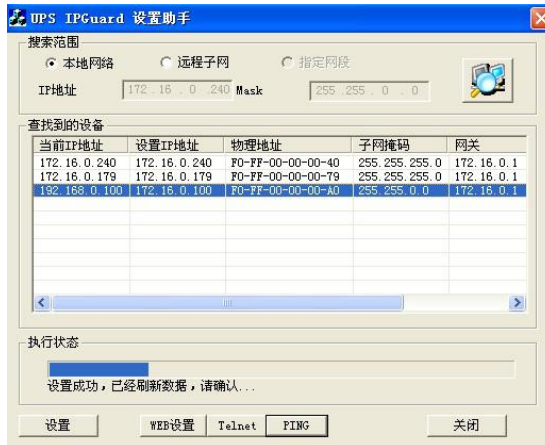 UPS IPGuard 设置助手
搜索范围
本地网络 远程子网 指定网段
IP地址 172 .16 . 0 .240 Mask 255 .255 . 0 . 0
查找到的设备
当前IP地址 设置IP地址 物理地址 子网掩码 网关
172.16.0.240 172.16.0.240 F0-FF-00-00-00-40 255.255.255.0 172.16.0.1
172.16.0.179 172.16.0.179 F0-FF-00-00-00-79 255.255.255.0 172.16.0.1
192.168.0.100 172.16.0.100 F0-FF-00-00-00-A0 255.255.0.0 172.16.0.1
执行状态
设置成功，已经刷新数据，请确认...
设置 WEB设置 Telnet PING 关闭